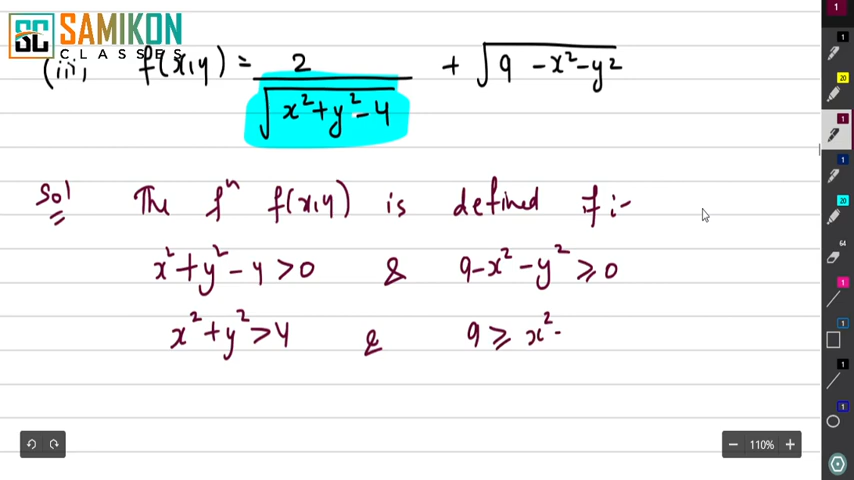 SC SAMIKON
CLASSES
(iii) f(x,y) = 2 / √(x²+y²-4) + √(9 -x²-y²)
Sol The fⁿ f(x,y) is defined if :-
x²+y²-4>0 & 9-x²-y²≥0
x²+y²>4 & 9 ≥ x²-
110%